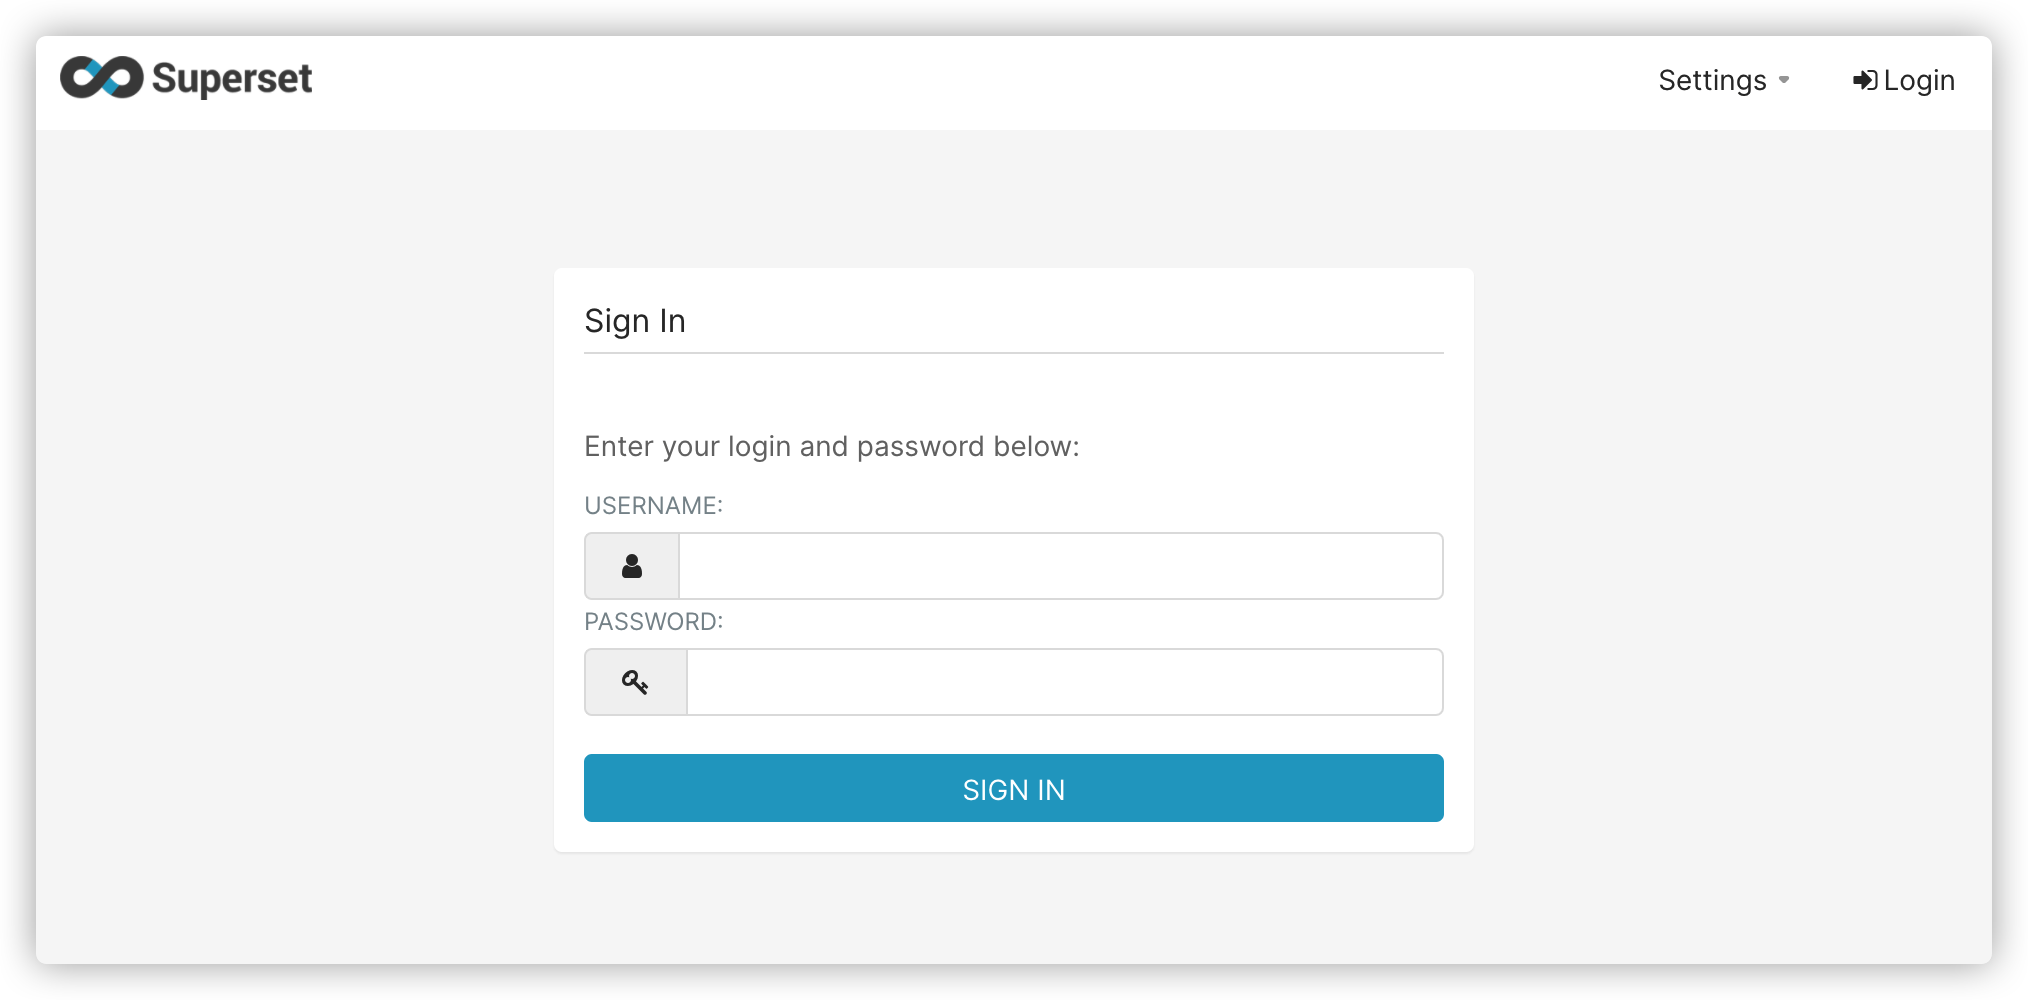 Superset
Settings
Login
Sign In
Enter your login and password below:
USERNAME:
PASSWORD:
SIGN IN